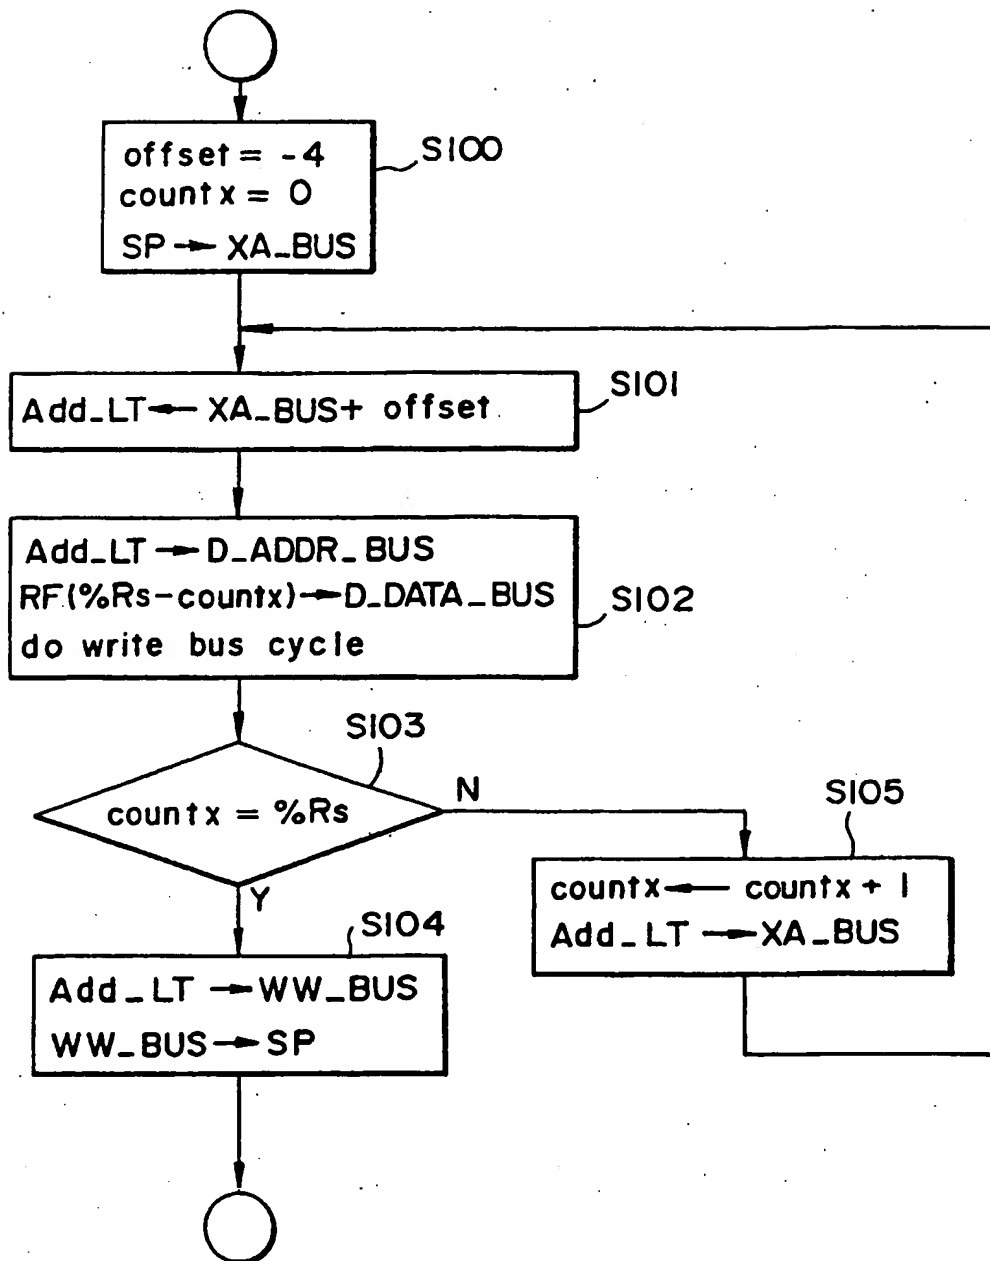 offset = -4
countx = 0
SP → XA_BUS
S100
Add_LT ← XA_BUS + offset
S101
Add_LT → D_ADDR_BUS
RF(%Rs-countx) → D_DATA_BUS
do write bus cycle
S102
S103
countx = %Rs
N
Y
S105
countx ← countx + 1
Add_LT → XA_BUS
S104
Add_LT → WW_BUS
WW_BUS → SP